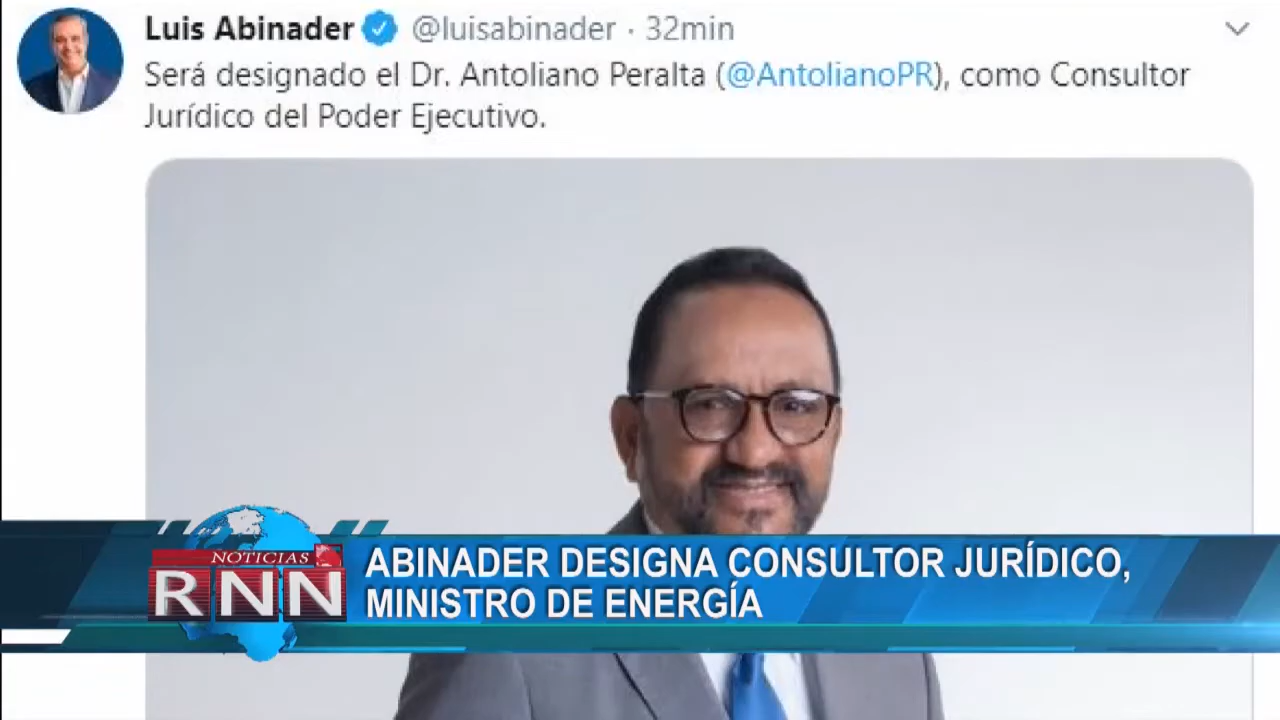 Luis Abinader @luisabinader · 32min
Será designado el Dr. Antoliano Peralta (@AntolianoPR), como Consultor
Jurídico del Poder Ejecutivo.
NOTICIAS
RNN
ABINADER DESIGNA CONSULTOR JURÍDICO,
MINISTRO DE ENERGÍA